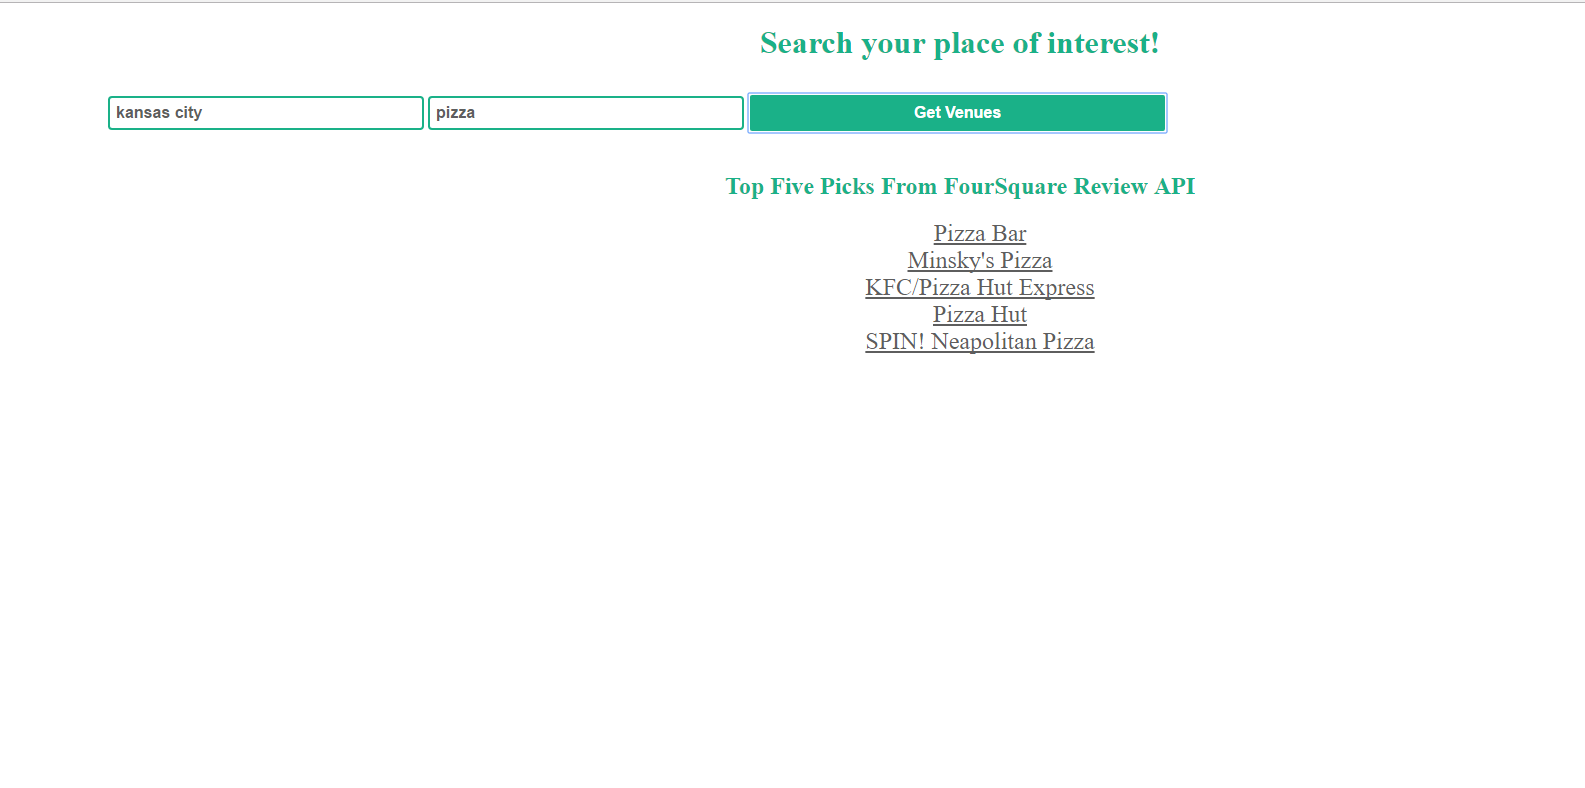 Search your place of interest!
kansas city pizza Get Venues
Top Five Picks From FourSquare Review API
Pizza Bar
Minsky's Pizza
KFC/Pizza Hut Express
Pizza Hut
SPIN! Neapolitan Pizza